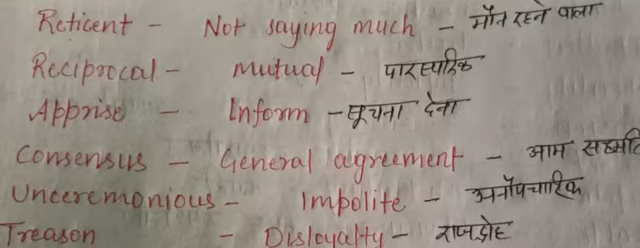 Reticent - Not saying much - मौन रहने वाला
Reciprocal - mutual - पारस्परिक
Apprise - Inform - सूचना देना
Consensus - General agreement - आम सहमति
Unceremonious - Impolite - अनौपचारिक
Treason - Disloyalty - राजद्रोह